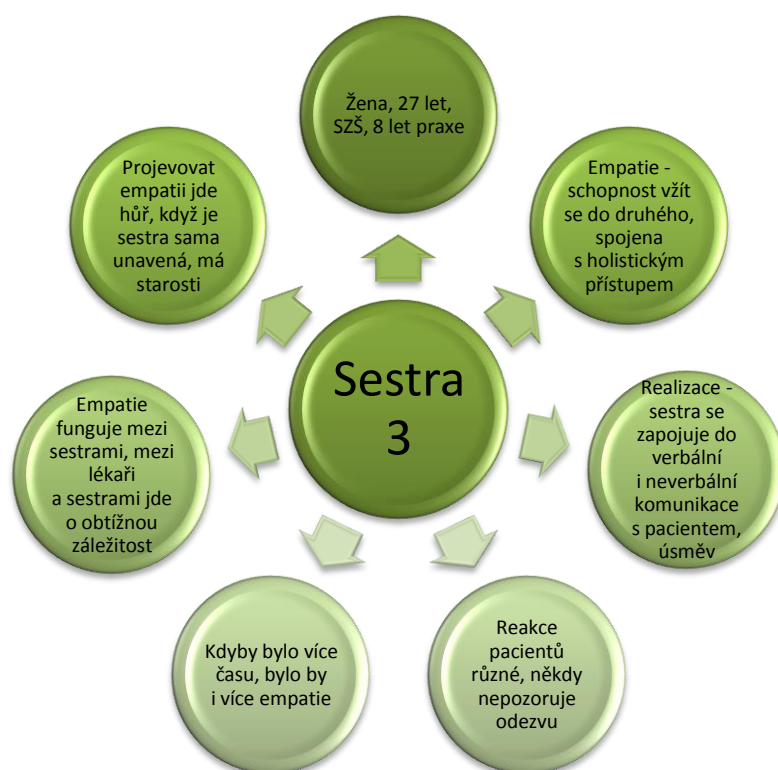 Žena, 27 let,
SZŠ, 8 let praxe
Empatie -
schopnost vžít
se do druhého,
spojena
s holistickým
přístupem
Realizace -
sestra se
zapojuje do
verbální
i neverbální
komunikace
s pacientem,
úsměv
Reakce
pacientů
různé, někdy
nepozoruje
odezvu
Kdyby bylo více
času, bylo by
i více empatie
Empatie
funguje mezi
sestrami, mezi
lékaři
a sestrami jde
o obtížnou
záležitost
Projevovat
empatii jde
hůř, když je
sestra sama
unavená, má
starosti
Sestra
3